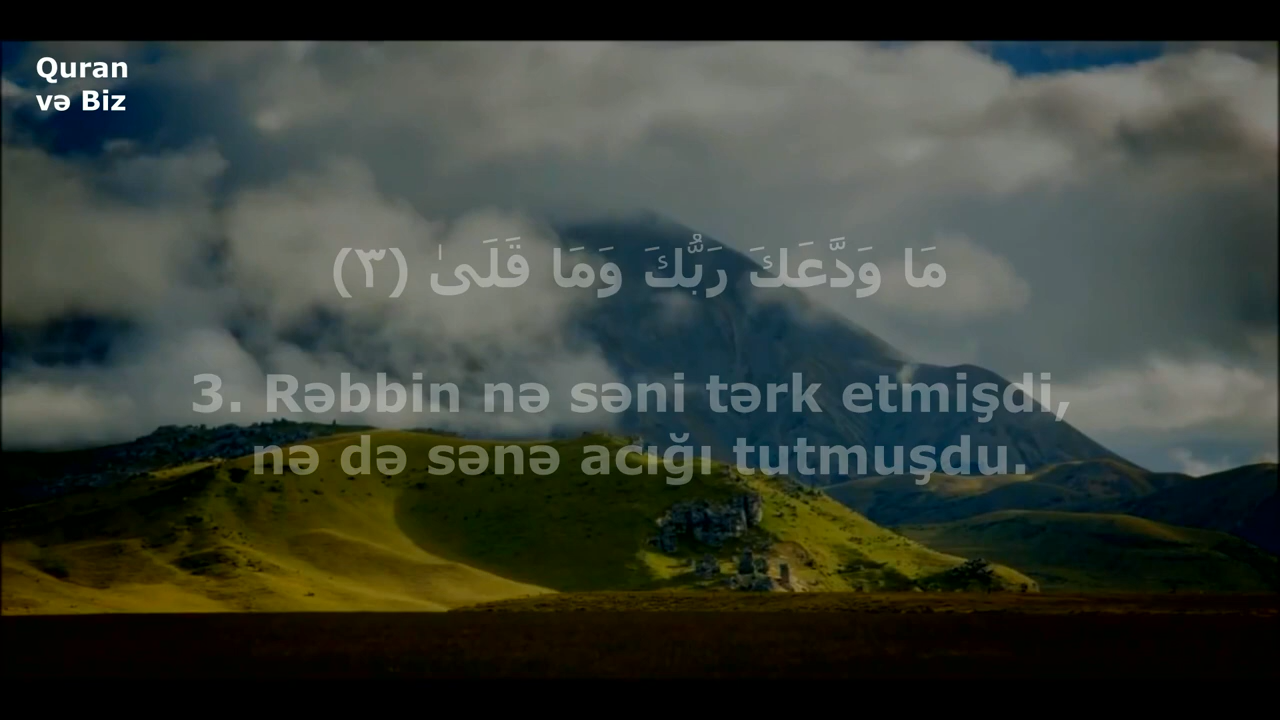 Quran
və Biz
مَا وَدَّعَكَ رَبُّكَ وَمَا قَلَىٰ (٣)
3. Rəbbin nə səni tərk etmişdi,
nə də sənə acığı tutmuşdu.